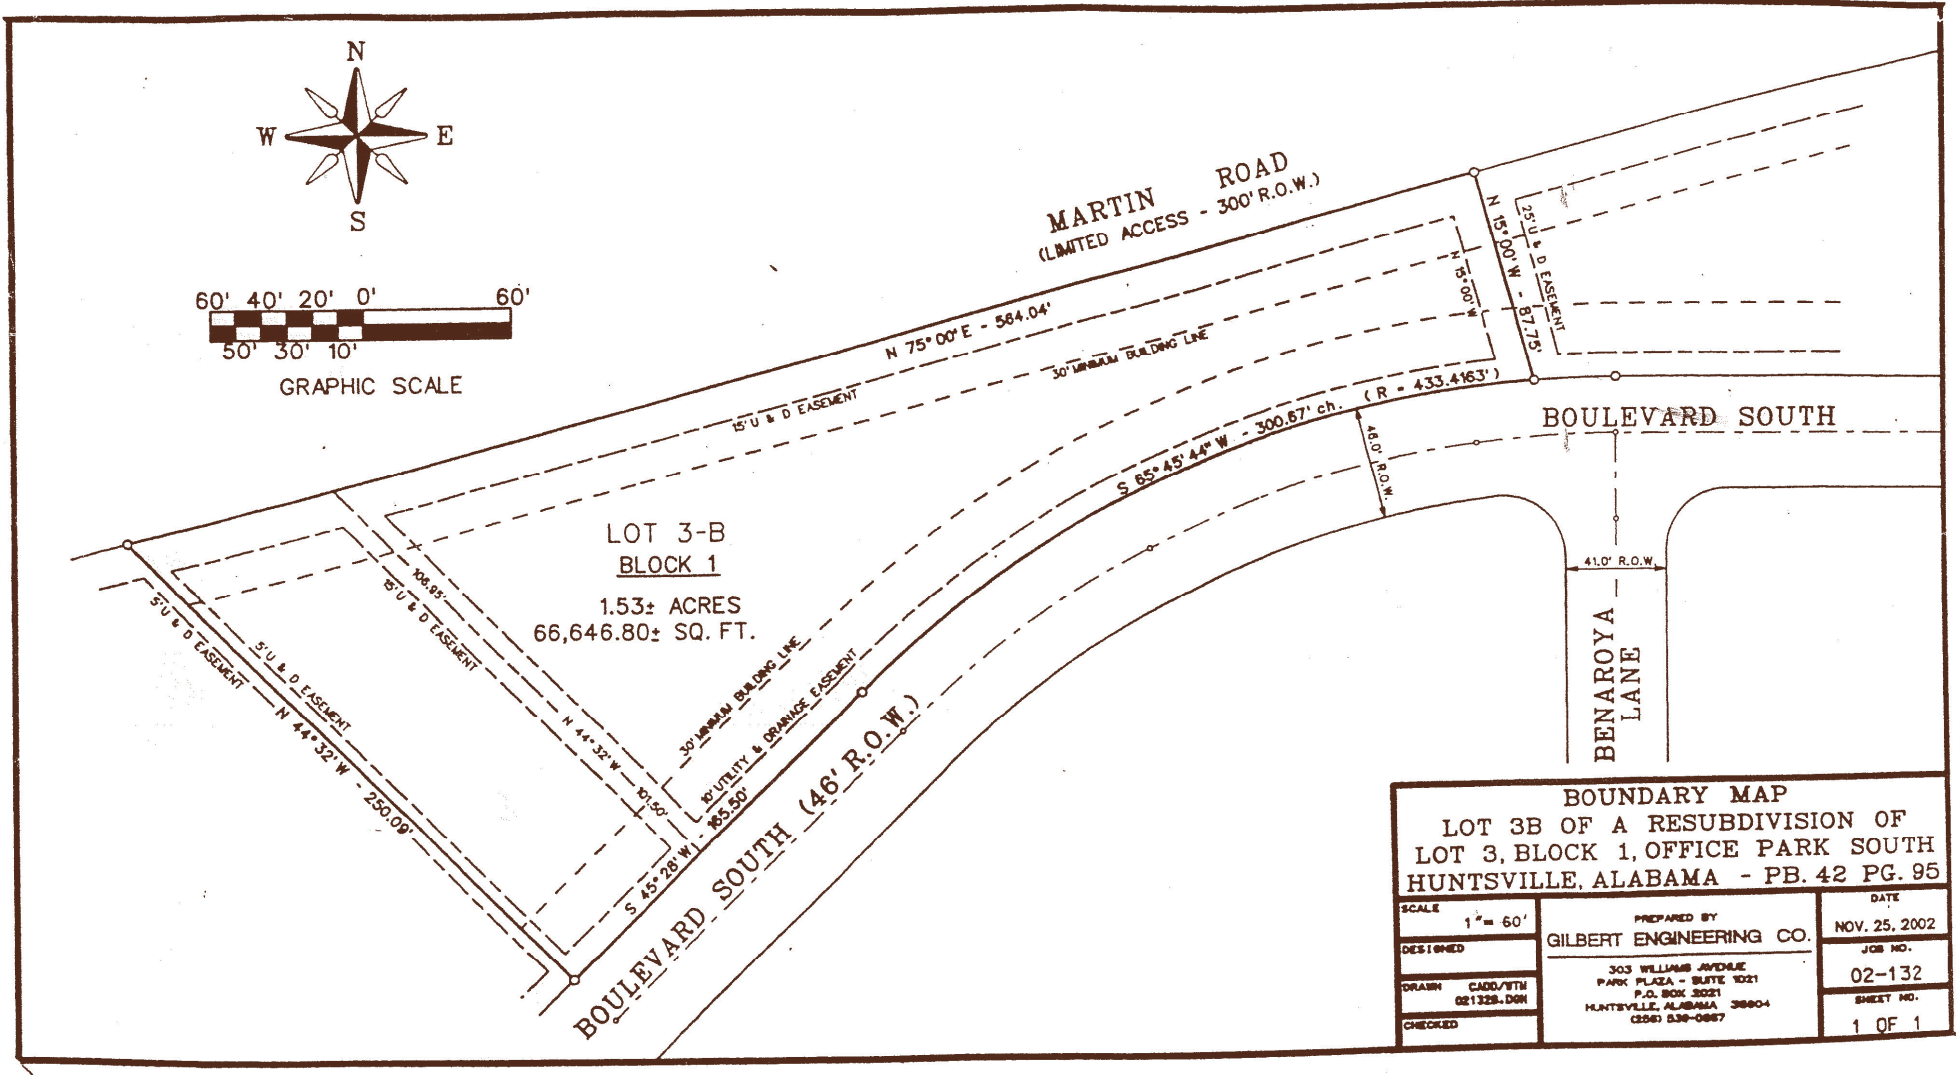 N
W E
S
60' 40' 20' 0' 60'
50' 30' 10'
GRAPHIC SCALE
MARTIN ROAD
(LIMITED ACCESS - 300' R.O.W.)
N 75° 00' E - 564.04'
15' U & D EASEMENT
30' MINIMUM BUILDING LINE
N 15° 00' W
N 15° 00' W - 87.75'
25' U & D EASEMENT
S 65° 45' 44" W - 300.67' ch. ( R = 433.4163' )
46.0' R.O.W.
BOULEVARD SOUTH
41.0' R.O.W.
BENAROYA
LANE
LOT 3-B
BLOCK 1
1.53± ACRES
66,646.80± SQ. FT.
106.95'
15' U & D EASEMENT
N 44° 32' W
101.50'
5' U & D EASEMENT
5' U & D EASEMENT
N 44° 32' W - 250.09'
30' MINIMUM BUILDING LINE
10' UTILITY & DRAINAGE EASEMENT
S 45° 28' W - 165.50'
BOULEVARD SOUTH (46' R.O.W.)
BOUNDARY MAP
LOT 3B OF A RESUBDIVISION OF
LOT 3, BLOCK 1, OFFICE PARK SOUTH
HUNTSVILLE, ALABAMA - PB. 42 PG. 95
SCALE
1" = 60'
DESIGNED
DRAWN CADD/WTM
021328.DGN
CHECKED
PREPARED BY
GILBERT ENGINEERING CO.
303 WILLIAMS AVENUE
PARK PLAZA - SUITE 1021
P.O. BOX 2021
HUNTSVILLE, ALABAMA
(256)
DATE
NOV. 25, 2002
JOB NO.
02-132
SHEET NO.
1 OF 1